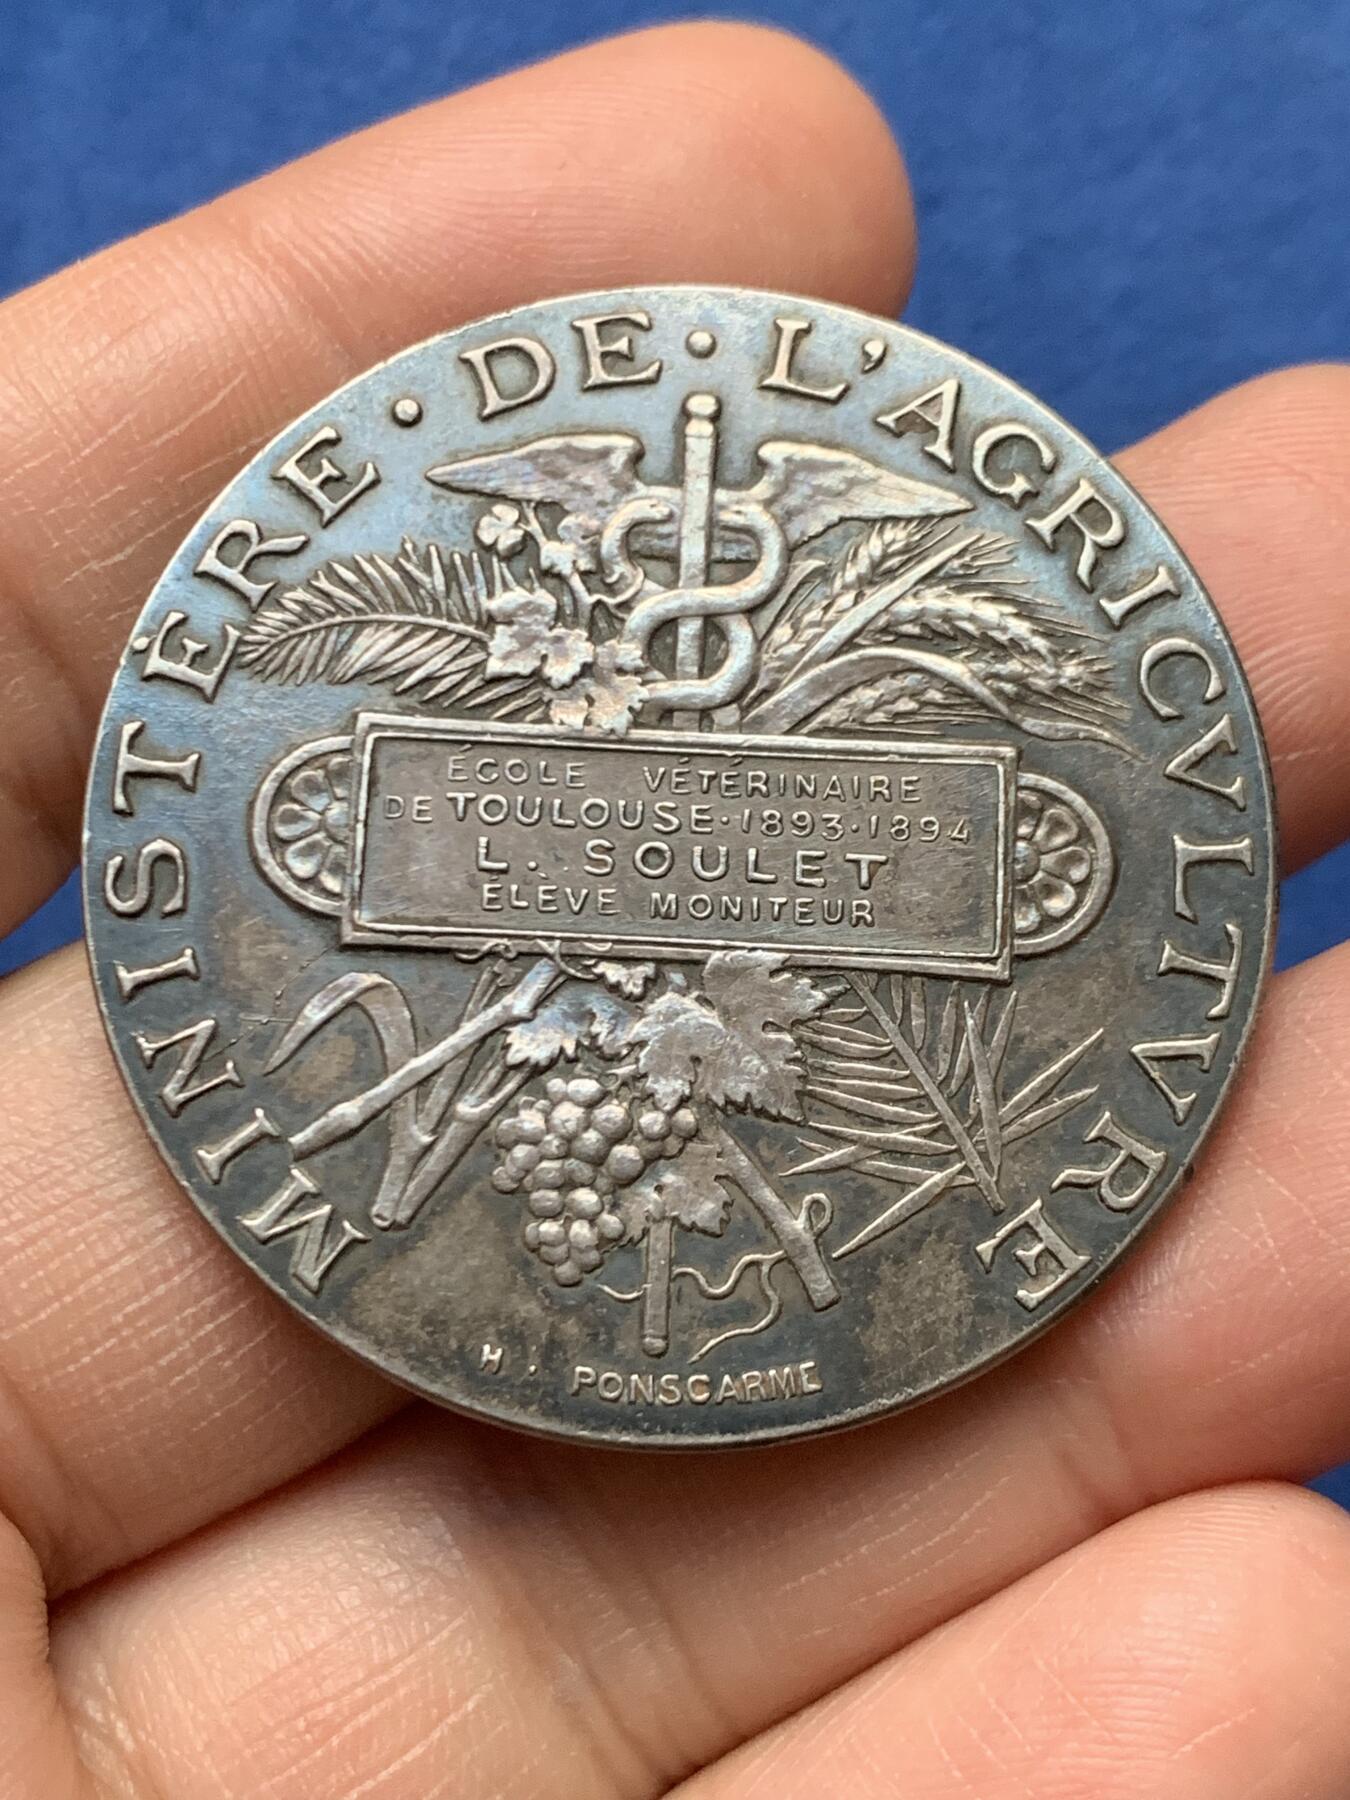 MINISTÈRE · DE · L'AGRICVLTVRE
ÉCOLE VÉTÉRINAIRE
DE TOULOUSE · 1893 · 1894
L. SOULET
ÉLÈVE MONITEUR
H. PONSCARME